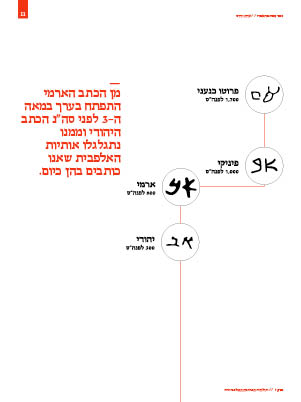 11
מן הכתב הארמי
התפתח בערך במאה
ה-3 לפני סה"נ הכתב
היהודי וממנו
נתגלגלו אותיות
האלפבית שאנו
כותבים בהן כיום.
פרוטו כנעני
1,700 לפנה"ס
פיניקי
1,000 לפנה"ס
ארמי
800 לפנה"ס
יהודי
300 לפנה"ס